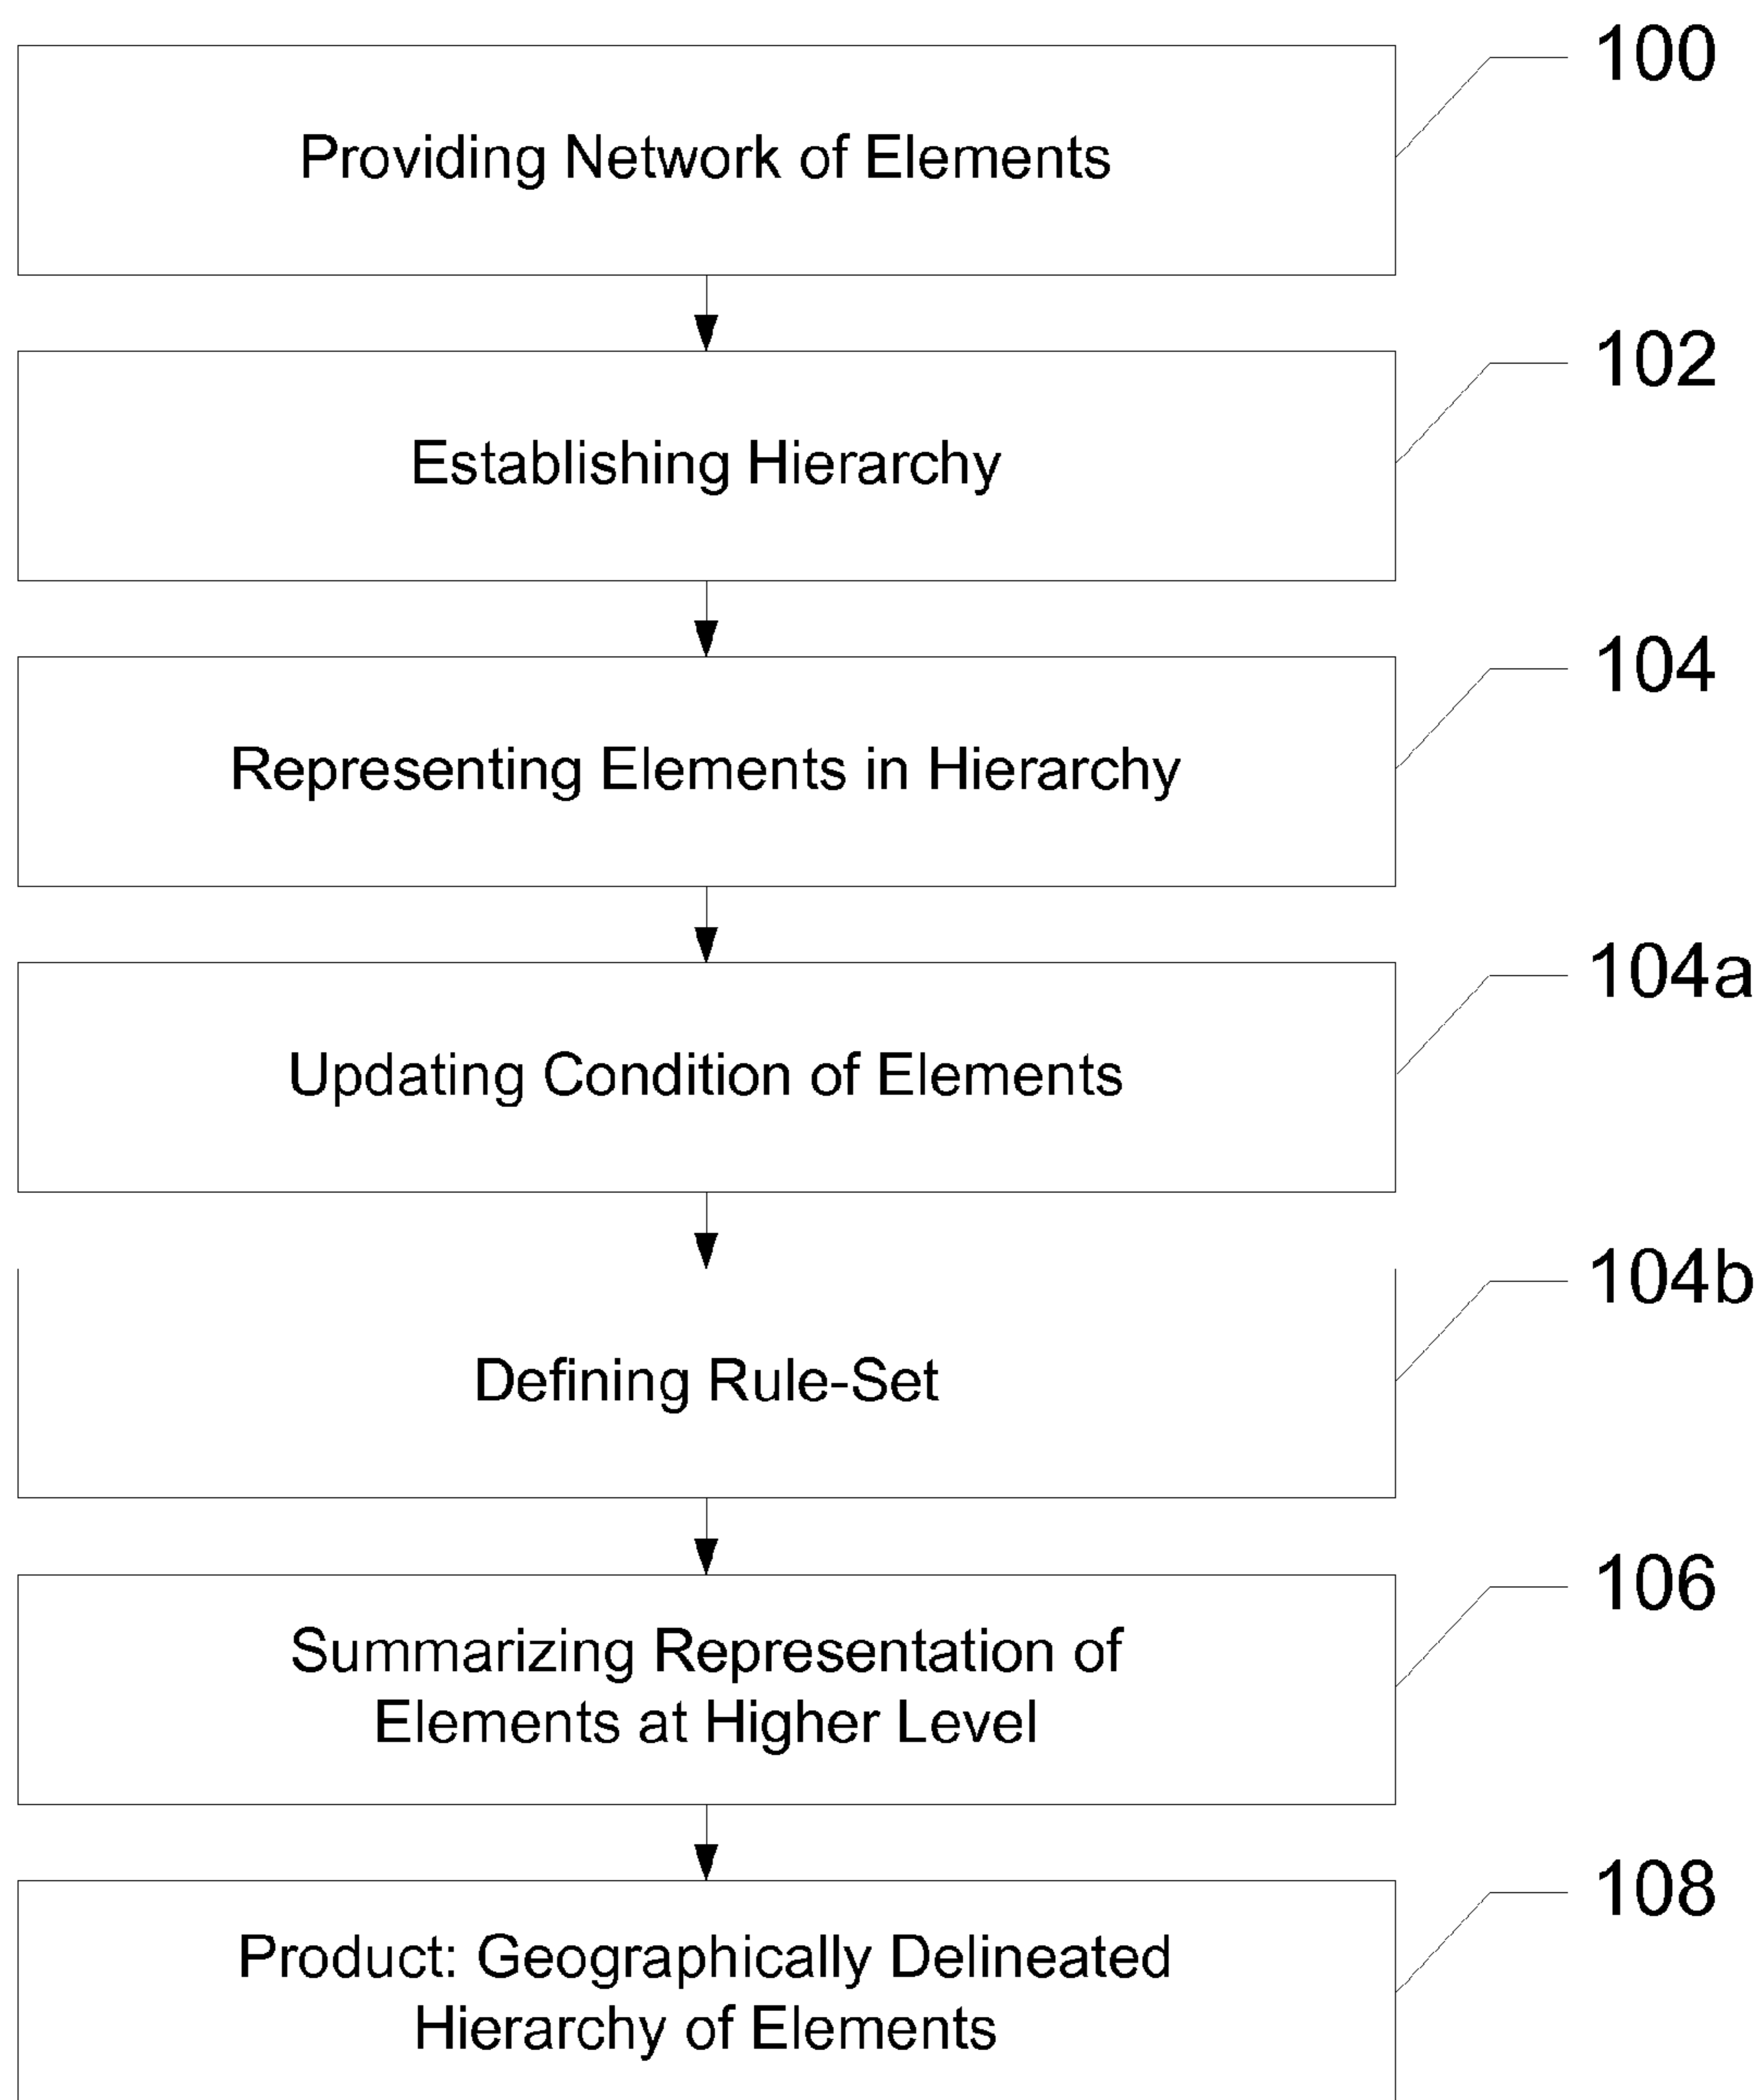 100
Providing Network of Elements
102
Establishing Hierarchy
104
Representing Elements in Hierarchy
104a
Updating Condition of Elements
104b
Defining Rule-Set
106
Summarizing Representation of
Elements at Higher Level
108
Product: Geographically Delineated
Hierarchy of Elements